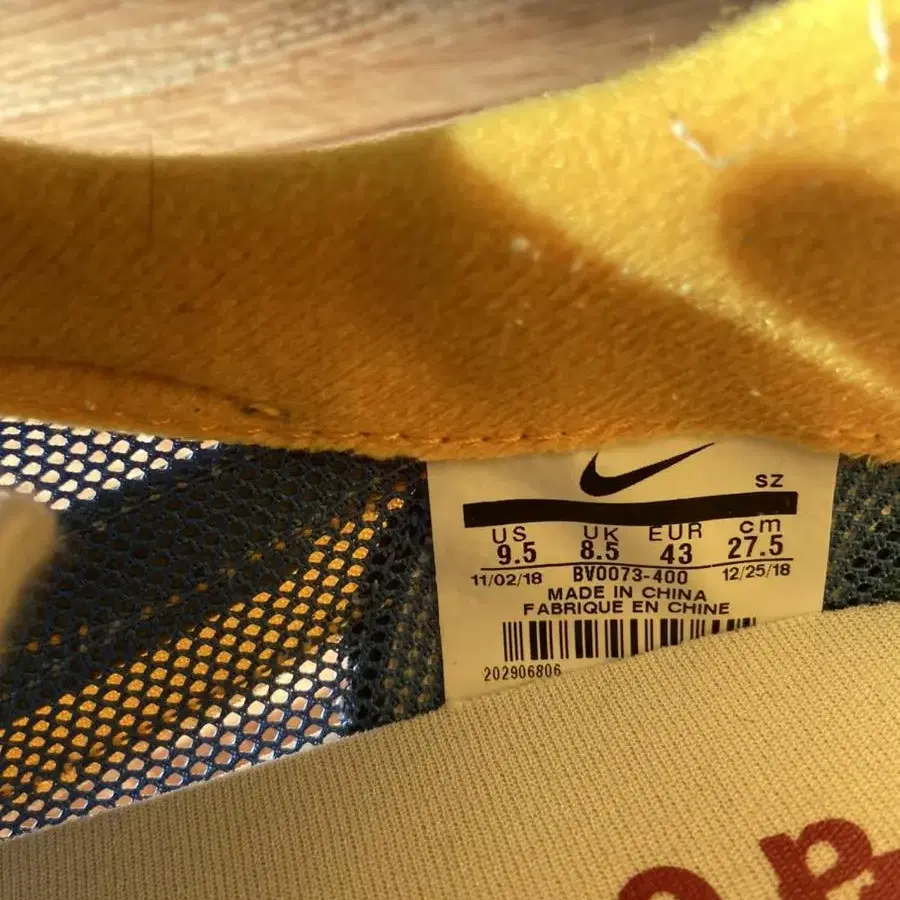 SZ
US UK EUR cm
9.5 8.5 43 27.5
11/02/18 BV0073-400 12/25/18
MADE IN CHINA
FABRIQUE EN CHINE
202906806